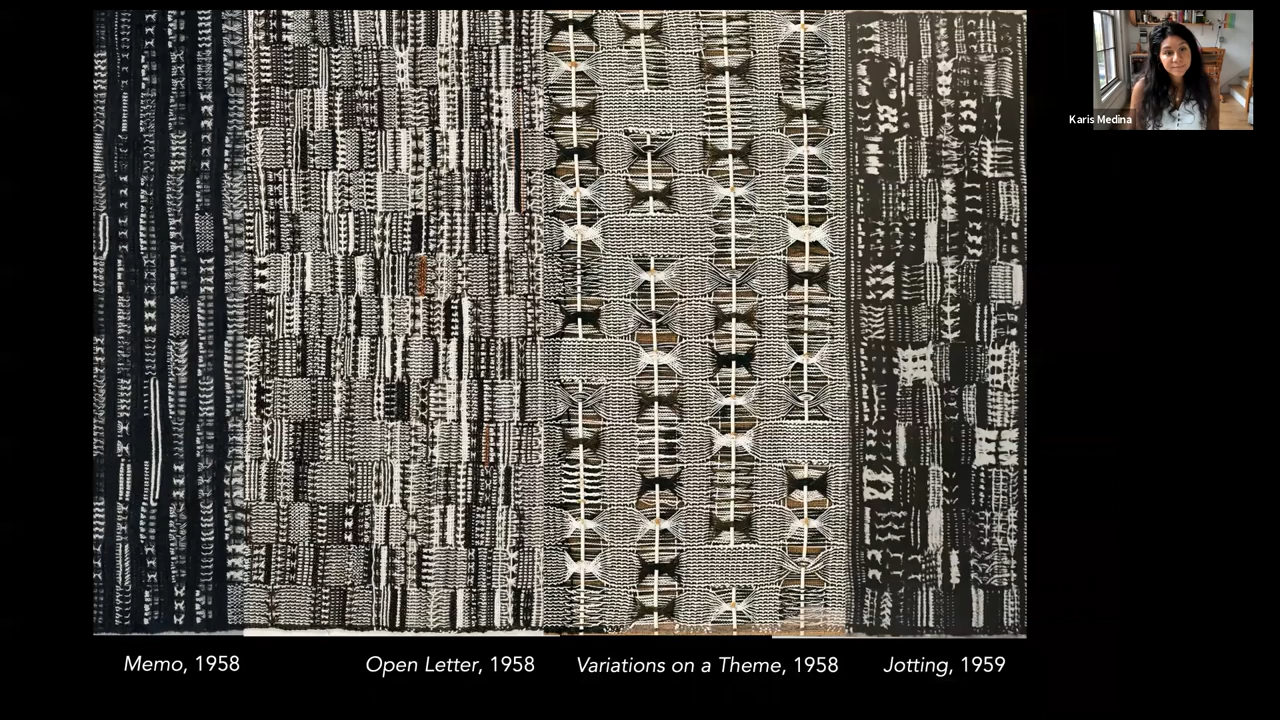 Karis Medina
Memo, 1958
Open Letter, 1958
Variations on a Theme, 1958
Jotting, 1959